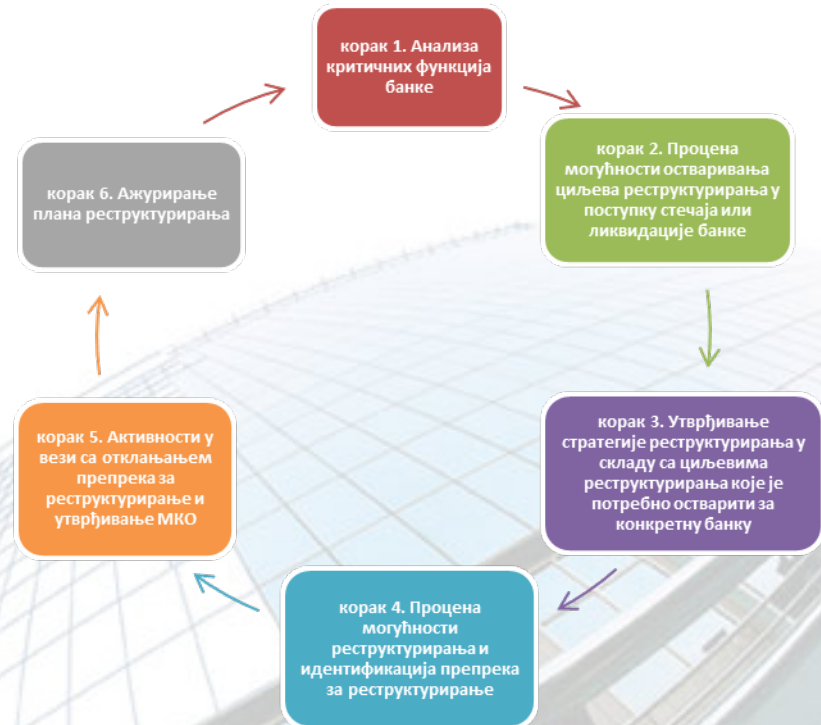 корак 1. Анализа
критичних функција
банке
корак 2. Процена
могућности остваривања
циљева реструктурирања у
поступку стечаја или
ликвидације банке
корак 3. Утврђивање
стратегије реструктурирања у
складу са циљевима
реструктурирања које је
потребно остварити за
конкретну банку
корак 4. Процена
могућности
реструктурирања и
идентификација препрека
за реструктурирање
корак 5. Активности у
вези са отклањањем
препрека за
реструктурирање и
утврђивање МКО
корак 6. Ажурирање
плана реструктурирања